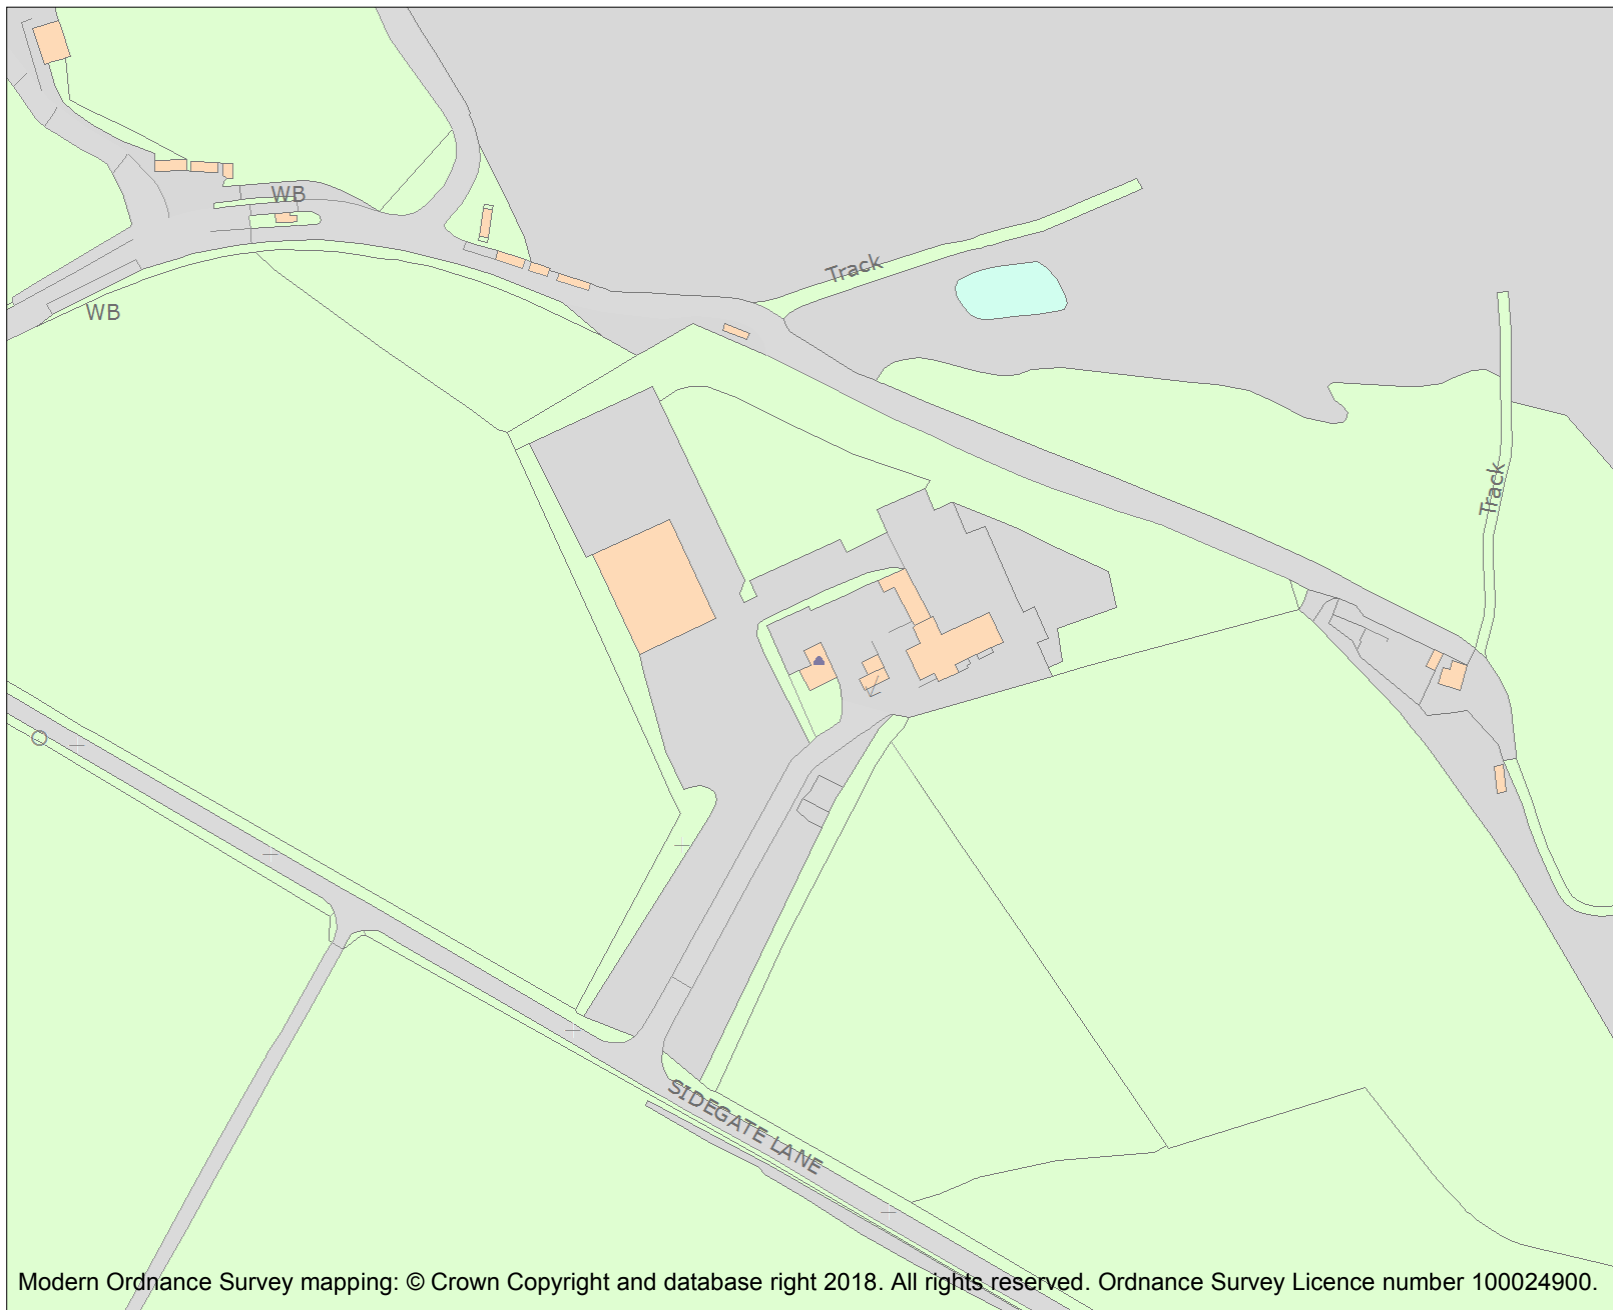 WB
Track
WB
Track
SIDEGATE LANE
Modern Ordnance Survey mapping: © Crown Copyright and database right 2018. All rights reserved. Ordnance Survey Licence number 100024900.